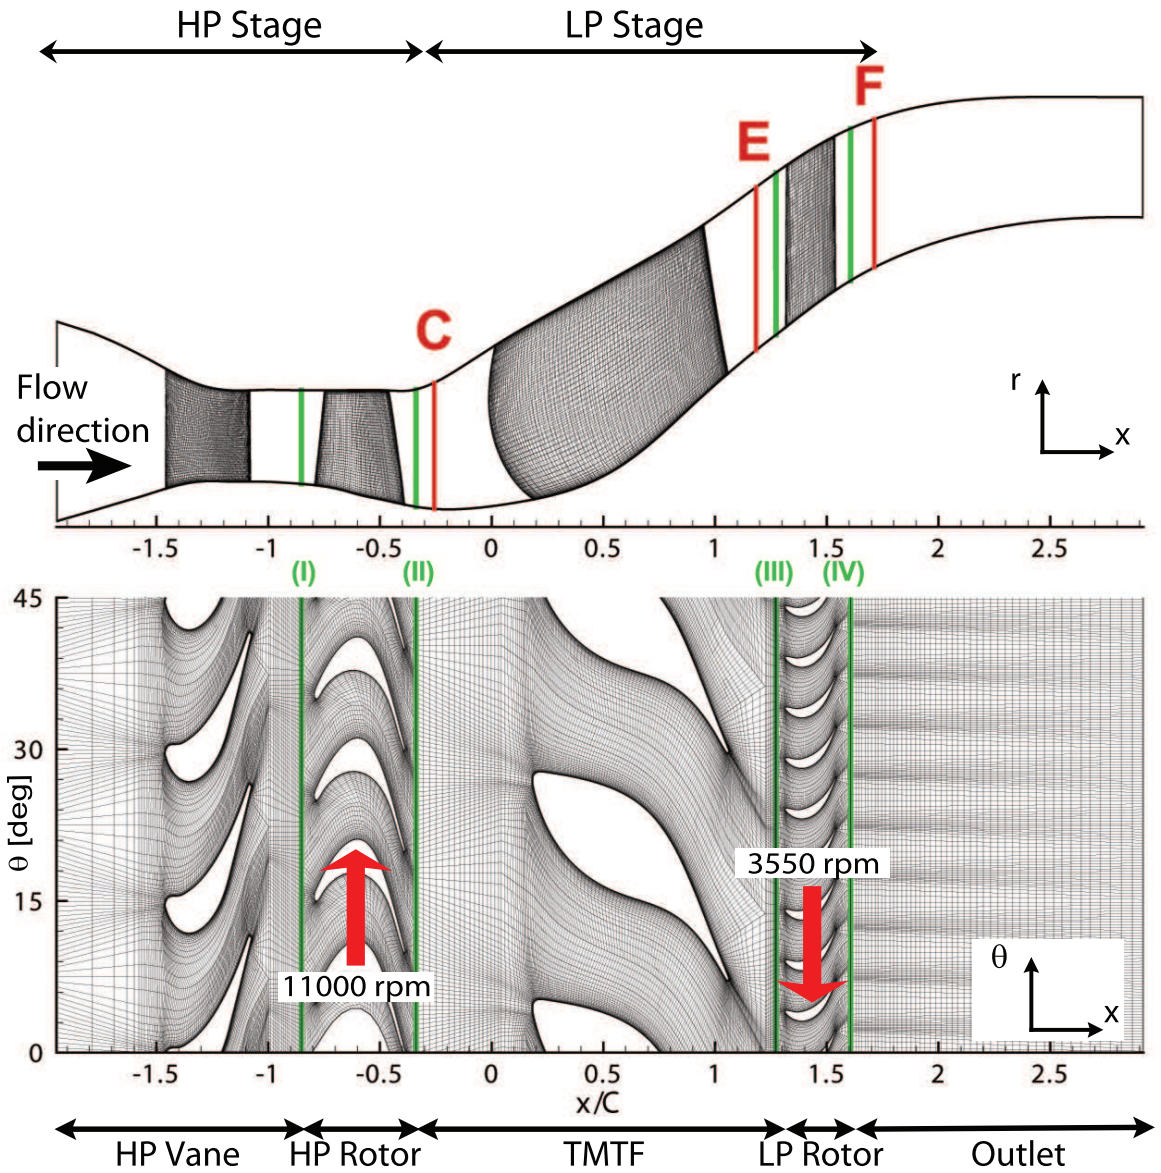 HP Stage
LP Stage
F
E
C
Flow
direction
r
x
-1.5
-1
-0.5
0
0.5
1
1.5
2
2.5
(I)
(II)
(III)
(IV)
45
30
15
0
θ [deg]
3550 rpm
11000 rpm
θ
x
-1.5
-1
-0.5
0
0.5
1
1.5
2
2.5
x/C
HP Vane
HP Rotor
TMTF
LP Rotor
Outlet